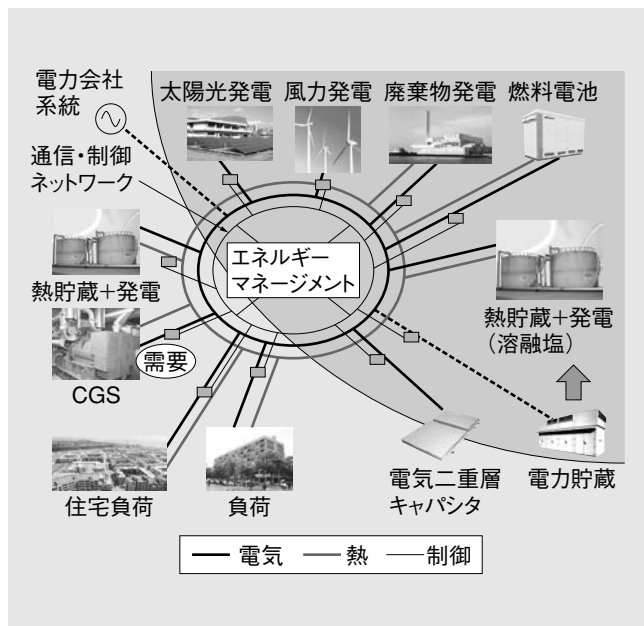 電力会社
系統
太陽光発電
風力発電
廃棄物発電
燃料電池
通信・制御
ネットワーク
エネルギー
マネージメント
熱貯蔵+発電
熱貯蔵+発電
(溶融塩)
需要
CGS
住宅負荷
負荷
電気二重層
キャパシタ
電力貯蔵
電気
熱
制御